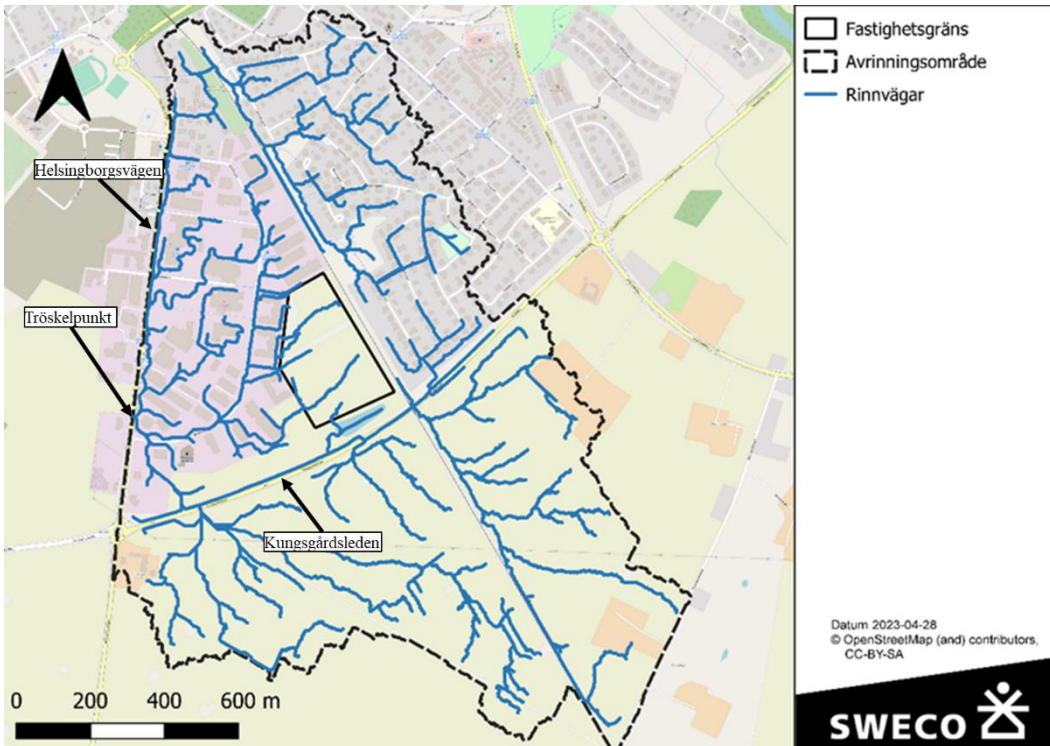 Fastighetsgräns
Avrinningsområde
Rinnvägar
Helsingborgsvägen
Tröskelpunkt
Kungsgårdsleden
0 200 400 600 m
Datum 2023-04-28
© OpenStreetMap (and) contributors,
CC-BY-SA
SWECO